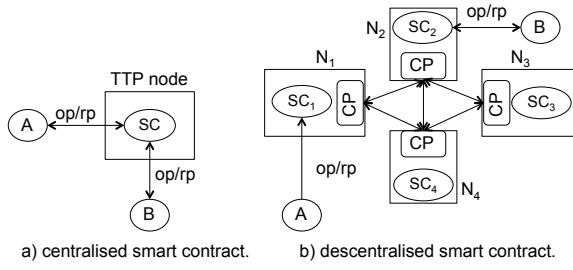 TTP node
A
op/rp
SC
op/rp
B
a) centralised smart contract.
N2
SC2
op/rp
B
CP
N1
SC1
CP
N3
CP
SC3
CP
SC4
N4
op/rp
A
b) descentralised smart contract.